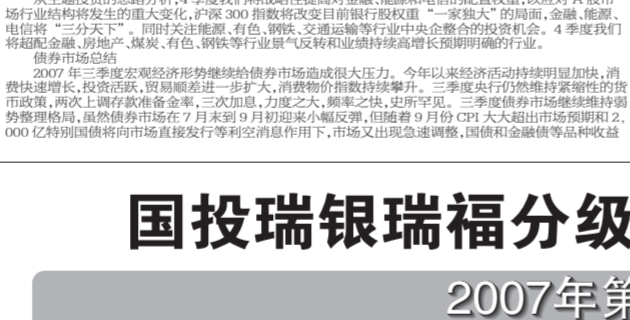 从主题投资的思路分析,4季度我们将战略性提高对金融、能源和电信的配置权重,以应对A股市
场行业结构将发生的重大变化,沪深300指数将改变目前银行股权重“一家独大”的局面,金融、能源、
电信将“三分天下”。同时关注能源、有色、钢铁、交通运输等行业中央企整合的投资机会。4季度我们
将超配金融、房地产、煤炭、有色、钢铁等行业景气反转和业绩持续高增长预期明确的行业。
债券市场总结
2007年三季度宏观经济形势继续给债券市场造成很大压力。今年以来经济活动持续明显加快,消
费快速增长,投资活跃,贸易顺差进一步扩大,消费物价指数持续攀升。三季度央行仍然维持紧缩性的货
币政策,两次上调存款准备金率,三次加息,力度之大,频率之快,史所罕见。三季度债券市场继续维持弱
势整理格局,虽然债券市场在7月末到9月初迎来小幅反弹,但随着9月份CPI大大超出市场预期和2,
000亿特别国债将向市场直接发行等利空消息作用下,市场又出现急速调整,国债和金融债等品种收益
国投瑞银瑞福分级
2007年第